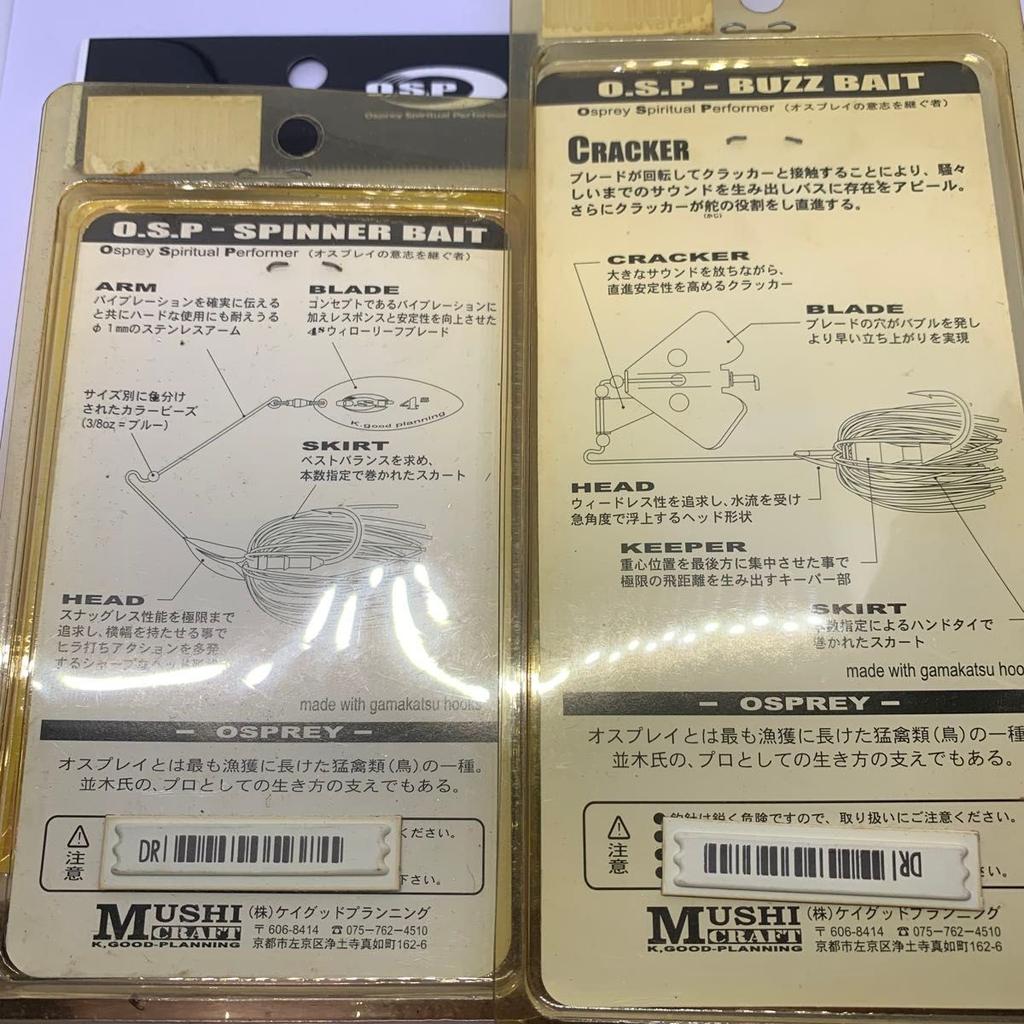 O.S.P
Osprey Spiritual Performer
O.S.P - SPINNER BAIT
Osprey Spiritual Performer (オスプレイの意志を継ぐ者)
ARM
バイブレーションを確実に伝える
と共にハードな使用にも耐えうる
φ1mmのステンレスアーム
BLADE
コンセプトであるバイブレーションに
加えレスポンスと安定性を向上させた
4sウィローリーフブレード
サイズ別に色分け
されたカラービーズ
(3/8oz=ブルー)
4s
K.good planning
SKIRT
ベストバランスを求め、
本数指定で巻かれたスカート
HEAD
スナッグレス性能を極限まで
追求し、横幅を持たせる事で
ヒラ打ちアクションを多発
するシャープなヘッド形状
made with gamakatsu hooks
- OSPREY -
オスプレイとは最も漁獲に長けた猛禽類(鳥)の一種。
並木氏の、プロとしての生き方の支えでもある。
⚠
注意
ください。
下さい。
DR
MUSHI
CRAFT
K,GOOD-PLANNING
(株)ケイグッドプランニング
〒606-8414 ☎075-762-4510
京都市左京区浄土寺真如町162-6
O.S.P - BUZZ BAIT
Osprey Spiritual Performer (オスプレイの意志を継ぐ者)
CRACKER
ブレードが回転してクラッカーと接触することにより、騒々
しいまでのサウンドを生み出しバスに存在をアピール。
さらにクラッカーが舵の役割をし直進する。
(かじ)
CRACKER
大きなサウンドを放ちながら、
直進安定性を高めるクラッカー
BLADE
ブレードの穴がバブルを発し
より早い立ち上がりを実現
HEAD
ウィードレス性を追求し、水流を受け
急角度で浮上するヘッド形状
KEEPER
重心位置を最後方に集中させた事で
極限の飛距離を生み出すキーパー部
SKIRT
本数指定によるハンドタイで
巻かれたスカート
made with gamakatsu hoo
- OSPREY -
オスプレイとは最も漁獲に長けた猛禽類(鳥)の一種
並木氏の、プロとしての生き方の支えでもある。
⚠
注意
●釣針は鋭く危険ですので、取り扱いにご注意ください。
い。
DR
MUSHI
CRAFT
K,GOOD-PLANNING
(株)ケイグッドプランニング
〒606-8414 ☎075-762-4510
京都市左京区浄土寺真如町162-6